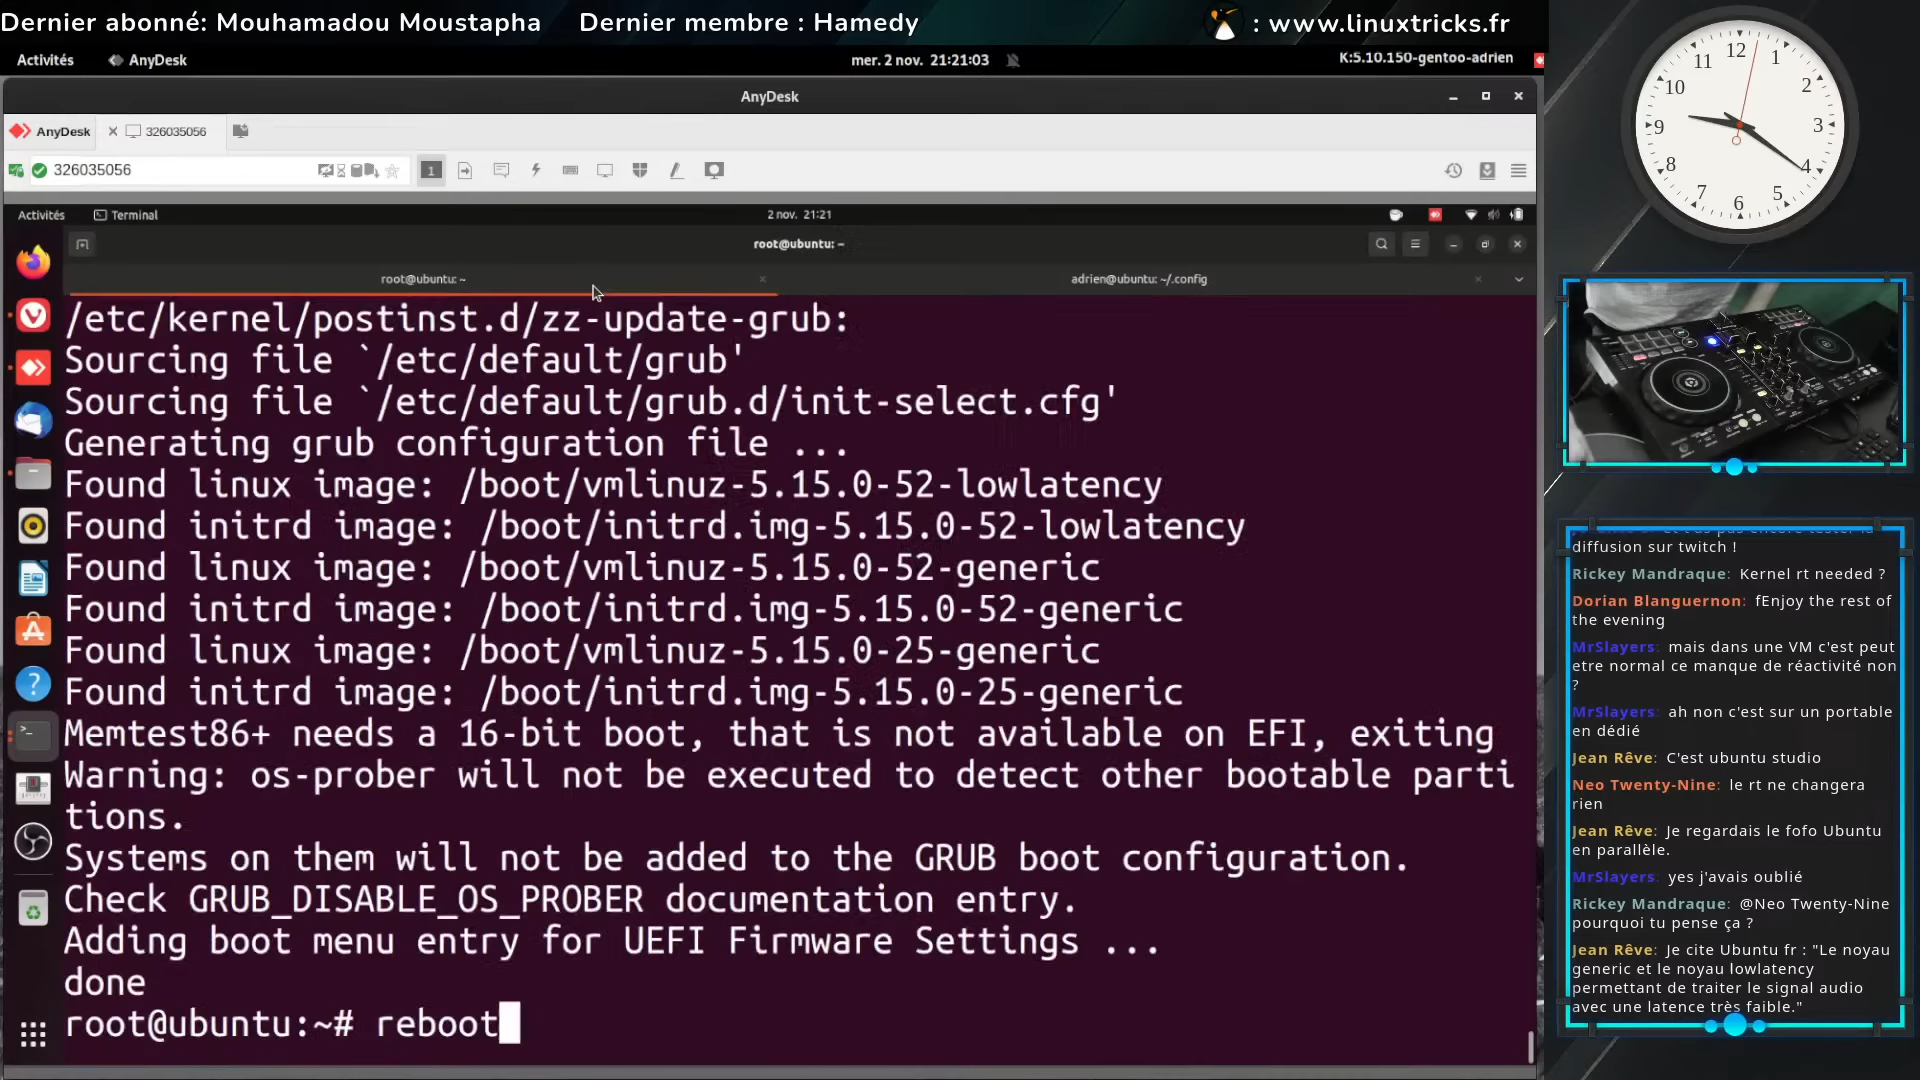 Dernier abonné: Mouhamadou Moustapha Dernier membre : Hamedy
: www.linuxtricks.fr
Activités AnyDesk mer. 2 nov. 21:21:03 K:5.10.150-gentoo-adrien
AnyDesk
AnyDesk 326035056
326035056 1
Activités Terminal 2 nov. 21:21
root@ubuntu: ~
root@ubuntu: ~ adrien@ubuntu: ~/.config
/etc/kernel/postinst.d/zz-update-grub:
Sourcing file `/etc/default/grub'
Sourcing file `/etc/default/grub.d/init-select.cfg'
Generating grub configuration file ...
Found linux image: /boot/vmlinuz-5.15.0-52-lowlatency
Found initrd image: /boot/initrd.img-5.15.0-52-lowlatency
Found linux image: /boot/vmlinuz-5.15.0-52-generic
Found initrd image: /boot/initrd.img-5.15.0-52-generic
Found linux image: /boot/vmlinuz-5.15.0-25-generic
Found initrd image: /boot/initrd.img-5.15.0-25-generic
Memtest86+ needs a 16-bit boot, that is not available on EFI, exiting
Warning: os-prober will not be executed to detect other bootable parti
tions.
Systems on them will not be added to the GRUB boot configuration.
Check GRUB_DISABLE_OS_PROBER documentation entry.
Adding boot menu entry for UEFI Firmware Settings ...
done
root@ubuntu:~# reboot
12
1
2
3
4
5
6
7
8
9
10
11
diffusion sur twitch !
Rickey Mandraque: Kernel rt needed ?
Dorian Blanguernon: fEnjoy the rest of
the evening
MrSlayers: mais dans une VM c'est peut
etre normal ce manque de réactivité non
?
MrSlayers: ah non c'est sur un portable
en dédié
Jean Rêve: C'est ubuntu studio
Neo Twenty-Nine: le rt ne changera
rien
Jean Rêve: Je regardais le fofo Ubuntu
en parallèle.
MrSlayers: yes j'avais oublié
Rickey Mandraque: @Neo Twenty-Nine
pourquoi tu pense ça ?
Jean Rêve: Je cite Ubuntu fr : "Le noyau
generic et le noyau lowlatency
permettant de traiter le signal audio
avec une latence très faible."